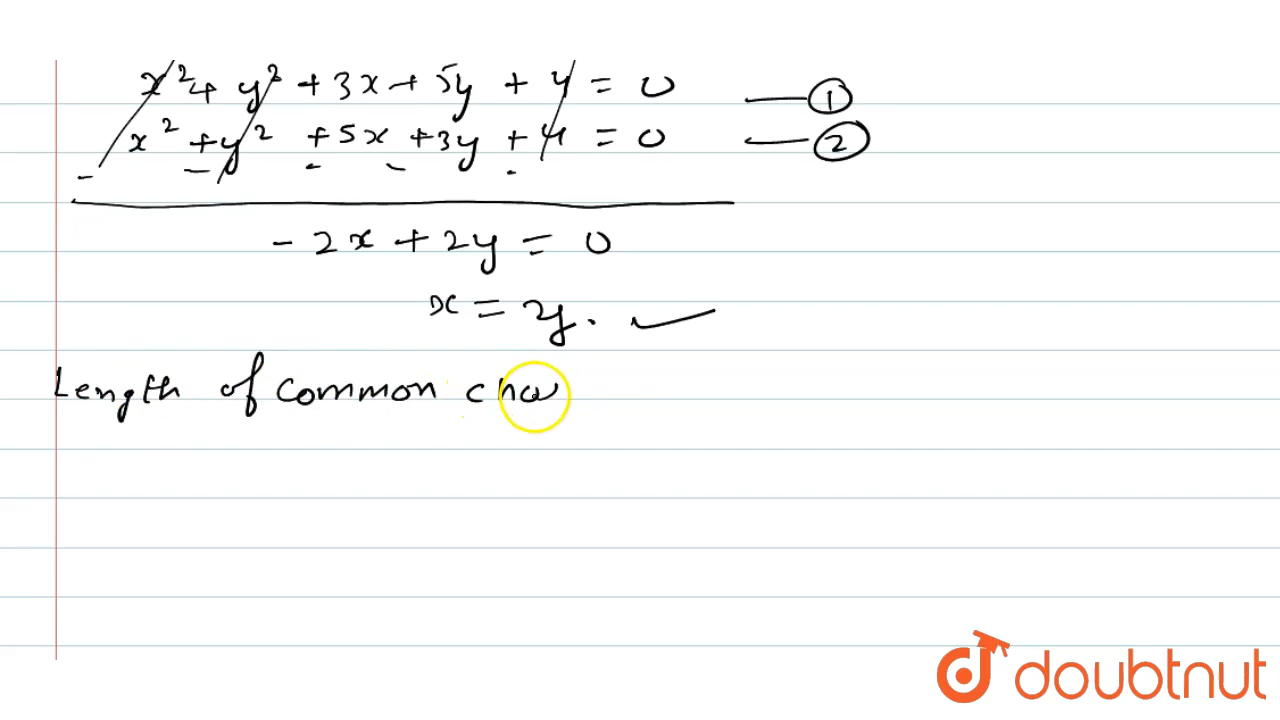 x² + y² + 3x + 5y + 4 = 0 — ①
x² + y² + 5x + 3y + 4 = 0 — ②
- - - - -
- 2x + 2y = 0
x = y. ✓
Length of common cho
doubtnut